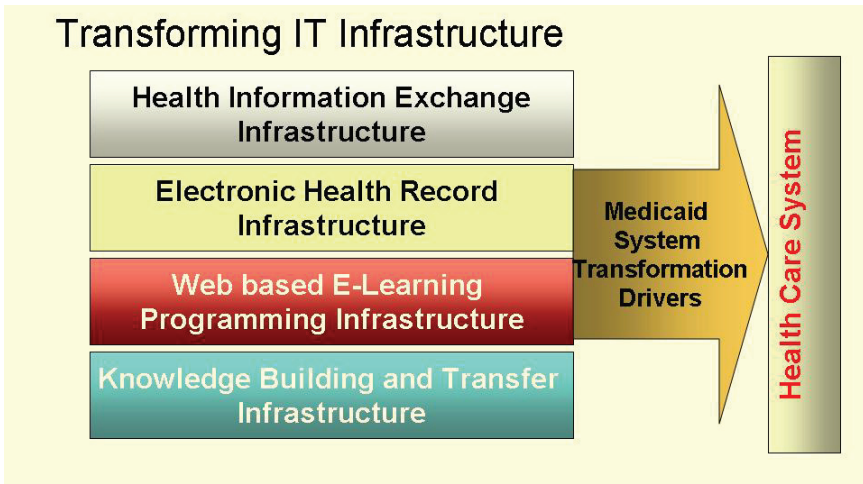 Transforming IT Infrastructure
Health Information Exchange
Infrastructure
Electronic Health Record
Infrastructure
Web based E-Learning
Programming Infrastructure
Knowledge Building and Transfer
Infrastructure
Medicaid
System
Transformation
Drivers
Health Care System